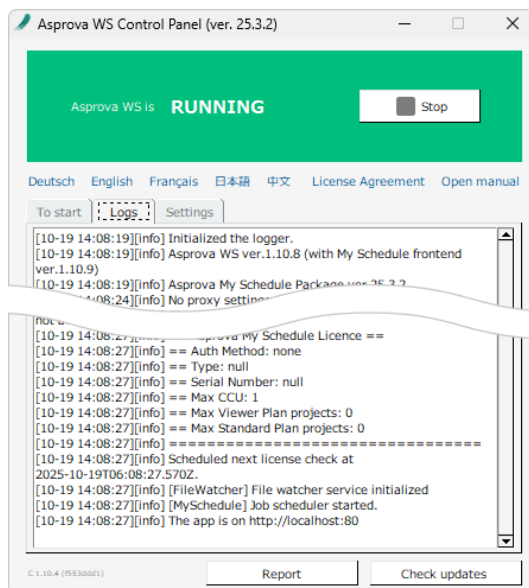 Asprova WS Control Panel (ver. 25.3.2)
Asprova WS is RUNNING
Stop
Deutsch English Français 日本語 中文 License Agreement Open manual
To start Logs Settings
[10-19 14:08:19][info] Initialized the logger.
[10-19 14:08:19][info] Asprova WS ver.1.10.8 (with My Schedule frontend
ver.1.10.9)
[10-19 14:08:19][info] Asprova My Schedule Package ver 25.3.2
14:08:24][info] No proxy
not
[10-19 14:08:27][info] My Schedule Licence ==
[10-19 14:08:27][info] == Auth Method: none
[10-19 14:08:27][info] == Type: null
[10-19 14:08:27][info] == Serial Number: null
[10-19 14:08:27][info] == Max CCU: 1
[10-19 14:08:27][info] == Max Viewer Plan projects: 0
[10-19 14:08:27][info] == Max Standard Plan projects: 0
[10-19 14:08:27][info] =================================
[10-19 14:08:27][info] Scheduled next license check at
2025-10-19T06:08:27.570Z.
[10-19 14:08:27][info] [FileWatcher] File watcher service initialized
[10-19 14:08:27][info] [MySchedule] Job scheduler started.
[10-19 14:08:27][info] The app is on http://localhost:80
C 1.10.4 (f553ddd1)
Report
Check updates